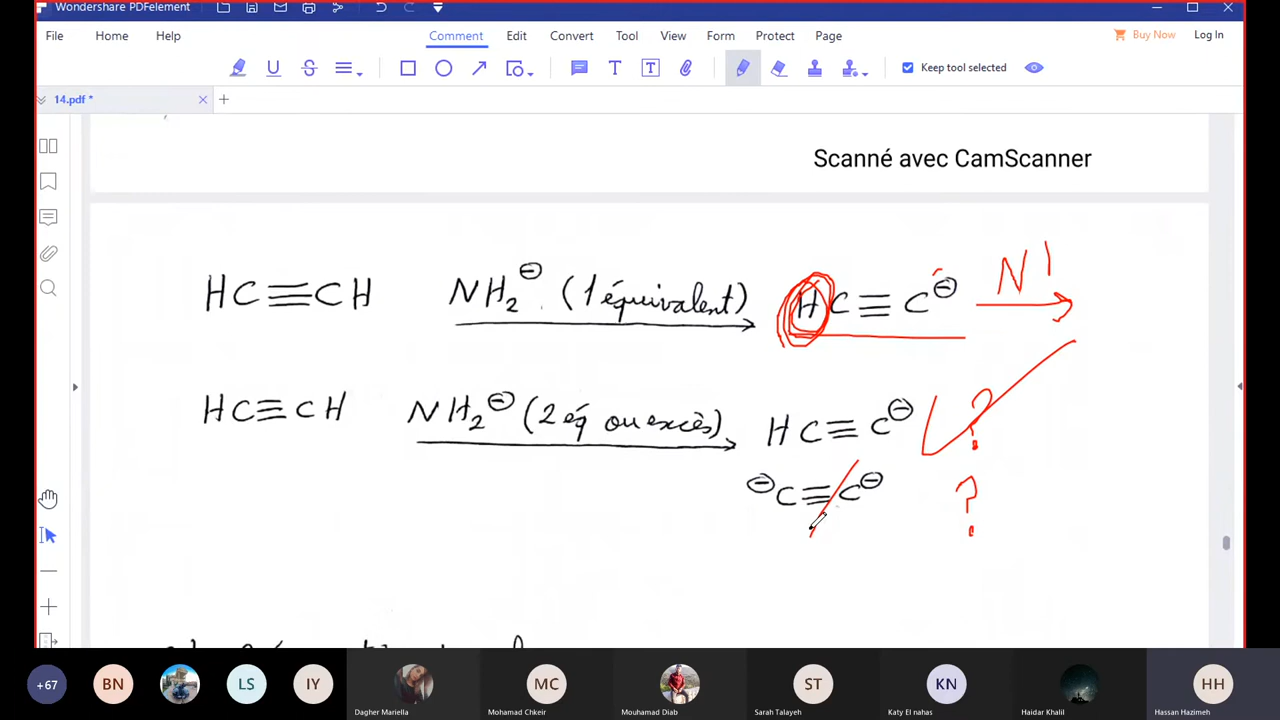 Wondershare PDFelement
File Home Help Comment Edit Convert Tool View Form Protect Page Buy Now Log In
Keep tool selected
14.pdf *
Scanné avec CamScanner
HC≡CH NH₂⊖ (1 équivalent) HC≡C⊖
HC≡CH NH₂⊖ (2 éq ou excès) HC≡C⊖ ?
⊖C≡C⊖ ?
+67 BN LS IY MC ST KN HH
Dagher Mariella Mohamad Chkeir Mouhamad Diab Sarah Talayeh Katy El nahas Haidar Khalil Hassan Hazimeh